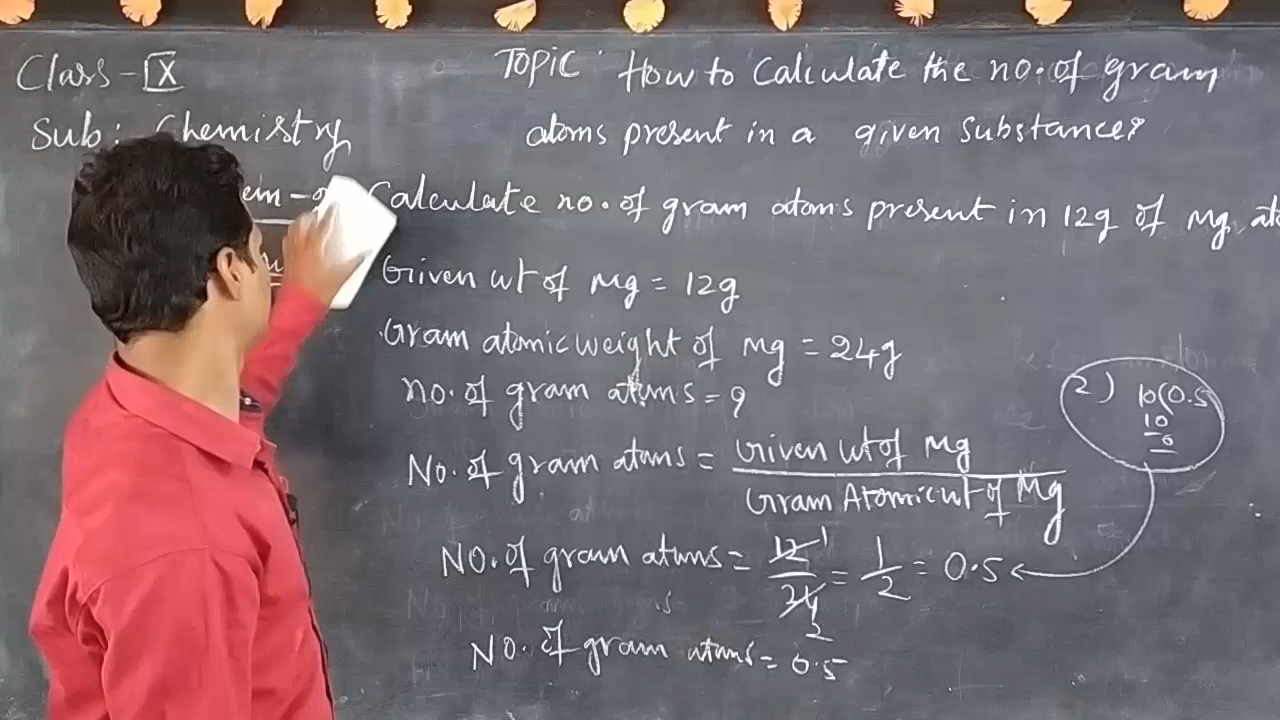 Class - IX
TOPIC : How to Calculate the no. of gram
atoms present in a given substance?
Sub: Chemistry
Calculate no. of gram atoms present in 12g of Mg
Given wt of Mg = 12g
Gram atomic weight of Mg = 24g
no. of gram atoms = ?
No. of gram atoms = Given wt of Mg
Gram Atomic wt of Mg
2) 10(0.5
10
0
NO. of gram atoms = 12 1 = 1 = 0.5
24 2
2
NO. of gram atoms = 0.5